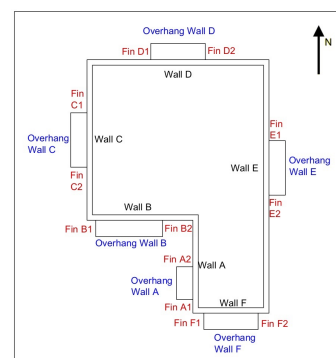 Overhang Wall D
Fin D1
Fin D2
N
Wall D
Fin
C1
Fin
E1
Overhang
Wall C
Wall C
Overhang
Wall E
Wall E
Fin
C2
Fin
E2
Wall B
Fin B1
Fin B2
Overhang Wall B
Fin A2
Wall A
Overhang
Wall A
Fin A1
Wall F
Fin F1
Fin F2
Overhang
Wall F